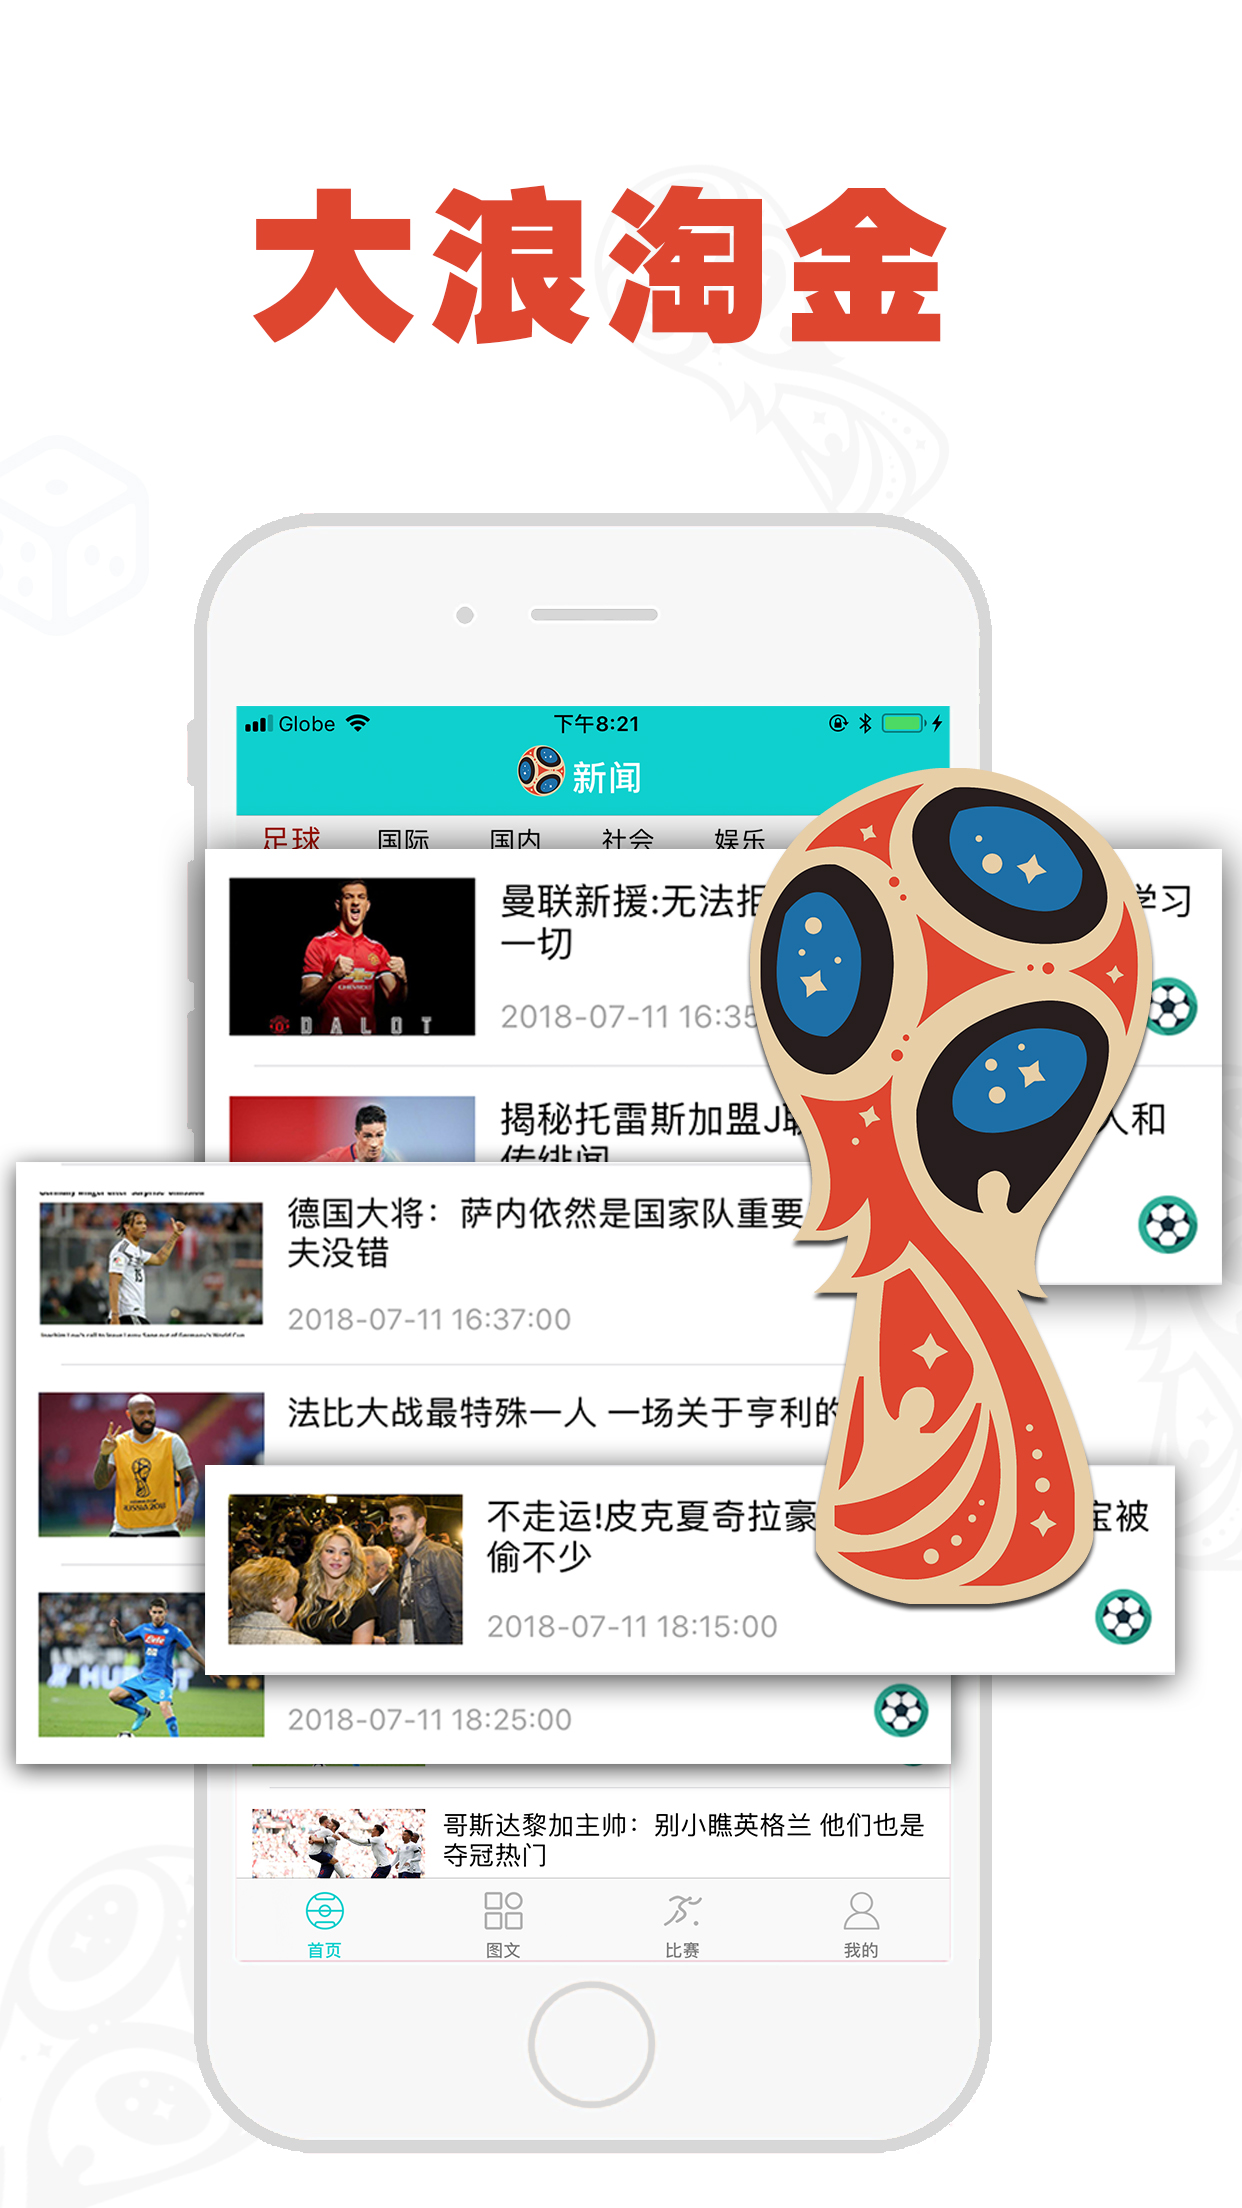 大浪淘金
Globe
下午8:21
新闻
足球 国际 国内 社会 娱乐
曼联新援:无法拒 学习
一切
DALOT
2018-07-11 16:35
揭秘托雷斯加盟J联 人和
传绯闻
德国大将：萨内依然是国家队重要
夫没错
2018-07-11 16:37:00
法比大战最特殊一人 一场关于亨利的
不走运!皮克夏奇拉豪 宝被
偷不少
2018-07-11 18:15:00
2018-07-11 18:25:00
哥斯达黎加主帅：别小瞧英格兰 他们也是
夺冠热门
首页 图文 比赛 我的